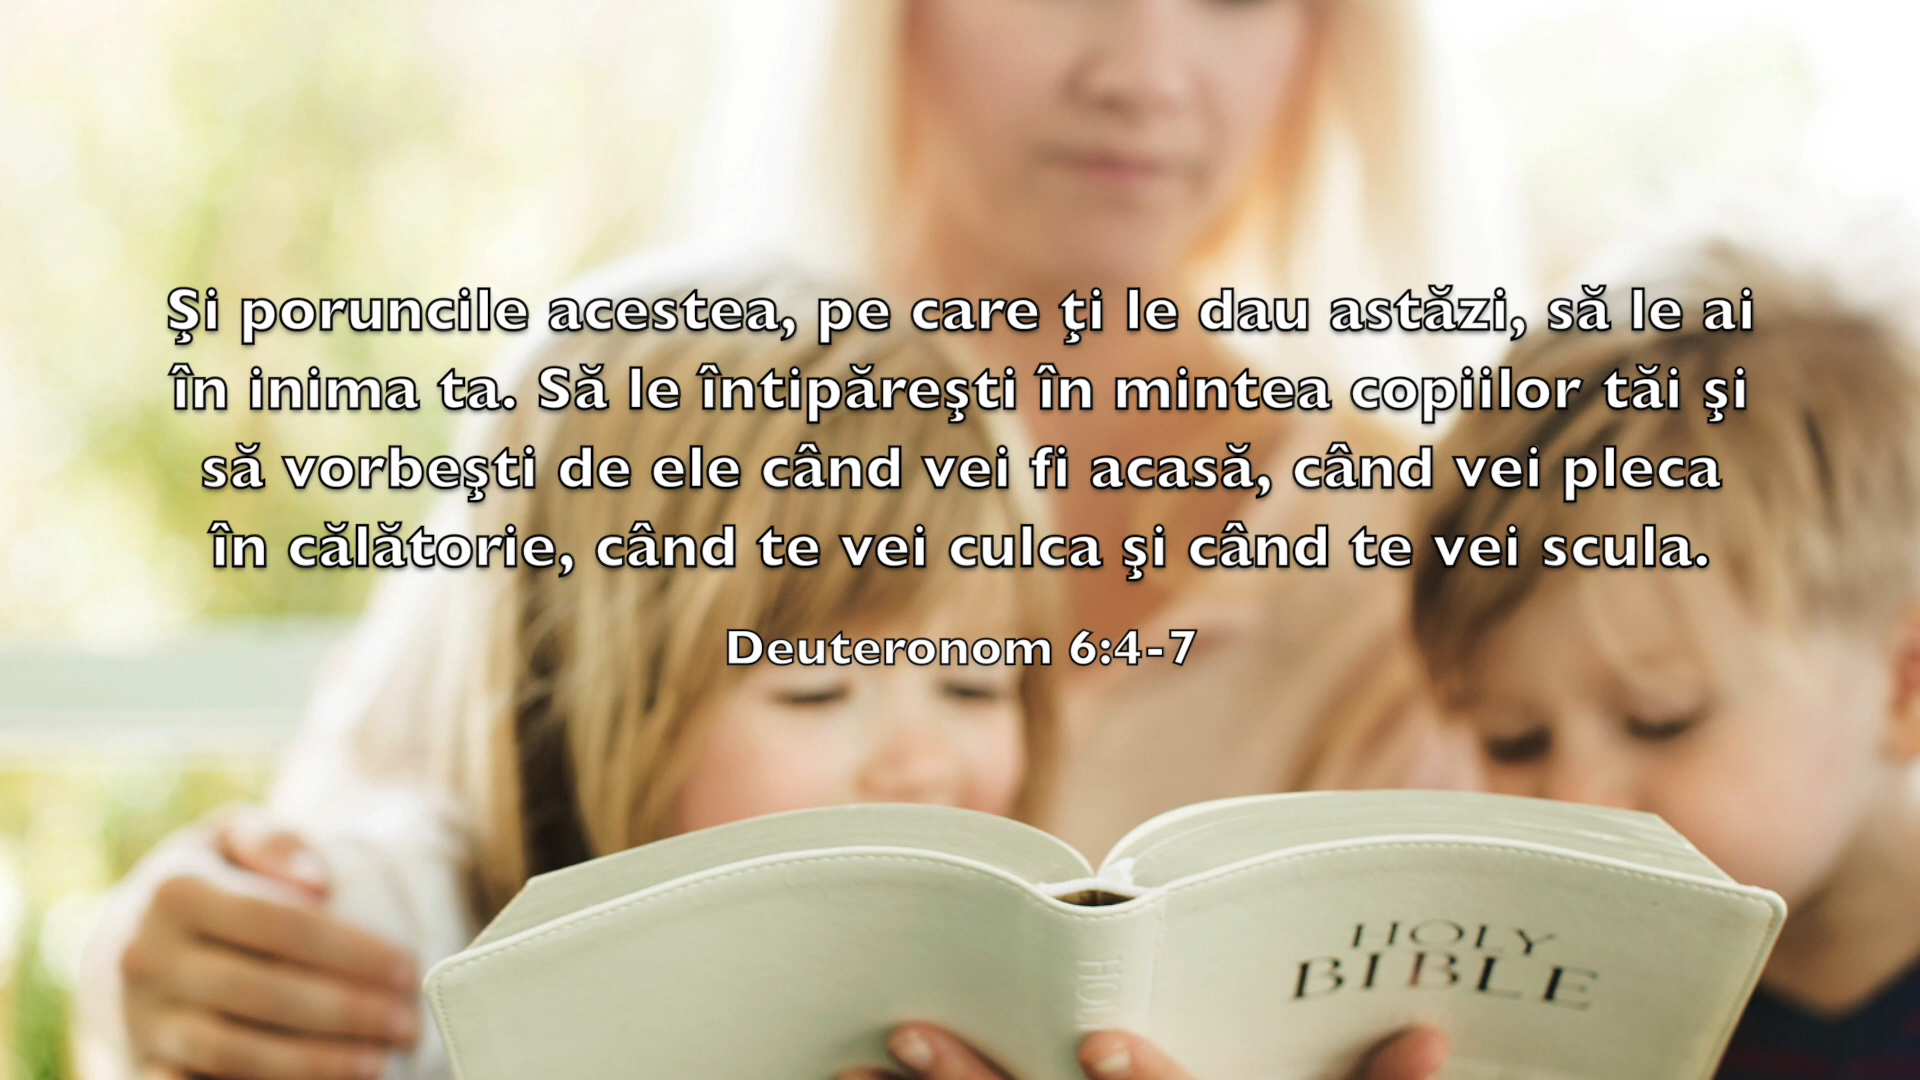 Şi poruncile acestea, pe care ţi le dau astăzi, să le ai
în inima ta. Să le întipăreşti în mintea copiilor tăi şi
să vorbeşti de ele când vei fi acasă, când vei pleca
în călătorie, când te vei culca şi când te vei scula.
Deuteronom 6:4-7
HOLY
BIBLE